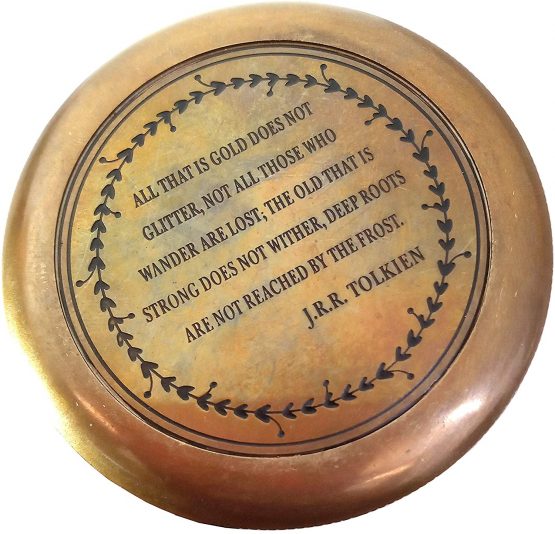 ALL THAT IS GOLD DOES NOT
GLITTER, NOT ALL THOSE WHO
WANDER ARE LOST; THE OLD THAT IS
STRONG DOES NOT WITHER, DEEP ROOTS
ARE NOT REACHED BY THE FROST.
J.R.R. TOLKIEN